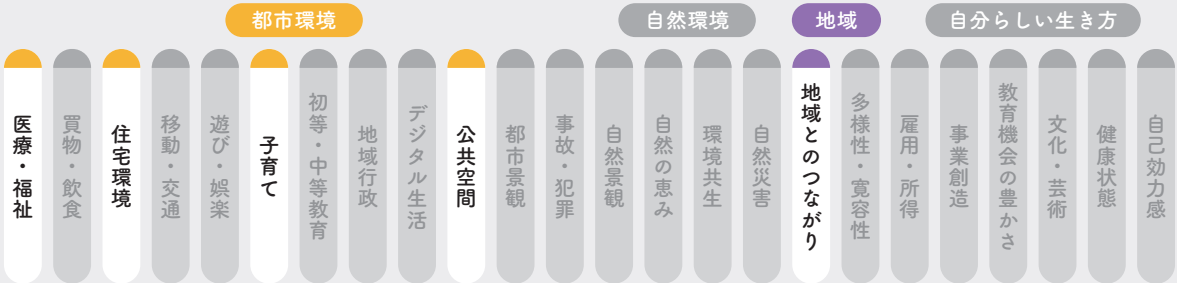 都市環境
自然環境
地域
自分らしい生き方
医療・福祉
買物・飲食
住宅環境
移動・交通
遊び・娯楽
子育て
初等・中等教育
地域行政
デジタル生活
公共空間
都市景観
事故・犯罪
自然景観
自然の恵み
環境共生
自然災害
地域とのつながり
多様性・寛容性
雇用・所得
事業創造
教育機会の豊かさ
文化・芸術
健康状態
自己効力感